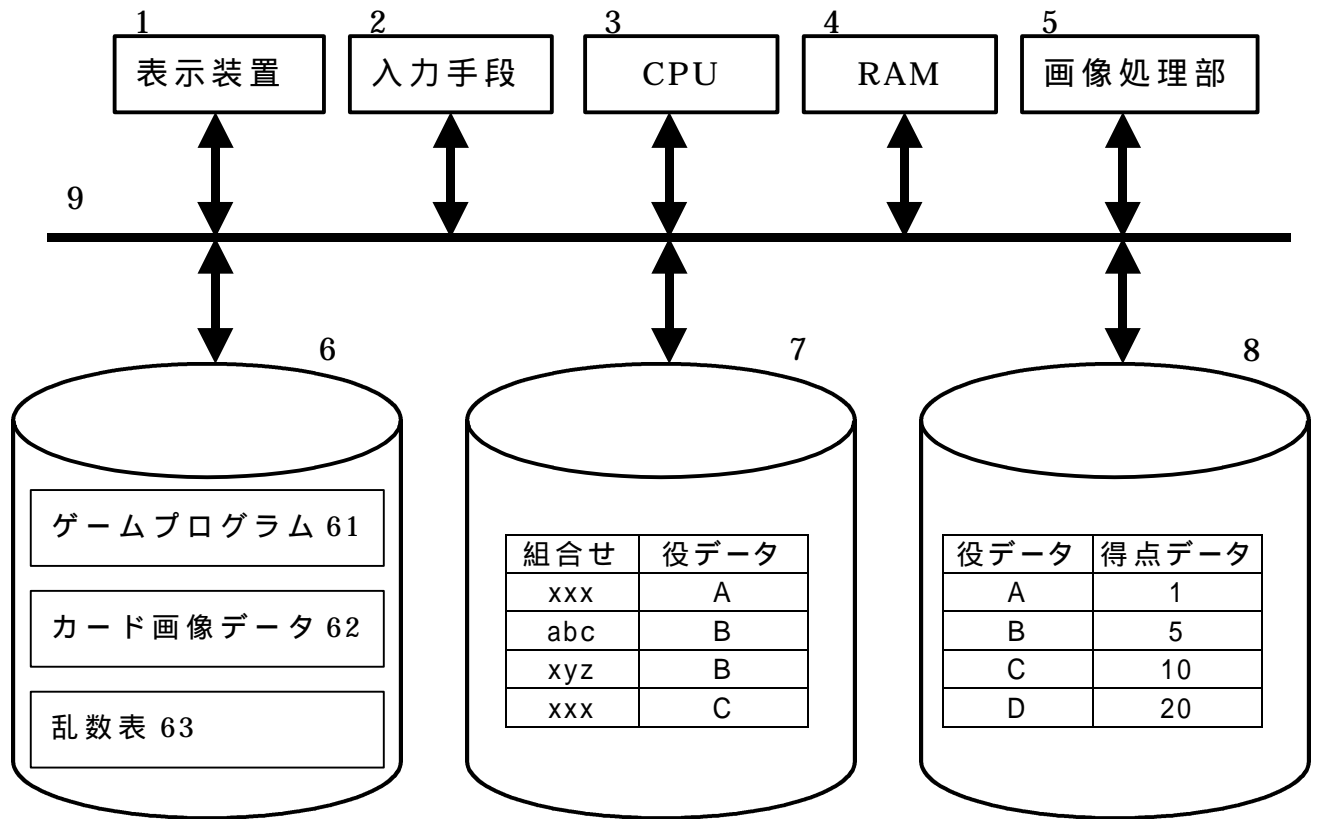 1 2 3 4 5
表示装置 入力手段 CPU RAM 画像処理部
9
6 7 8
ゲームプログラム 61
カード画像データ 62
乱数表 63
組合せ 役データ
xxx A
abc B
xyz B
xxx C
役データ 得点データ
A 1
B 5
C 10
D 20